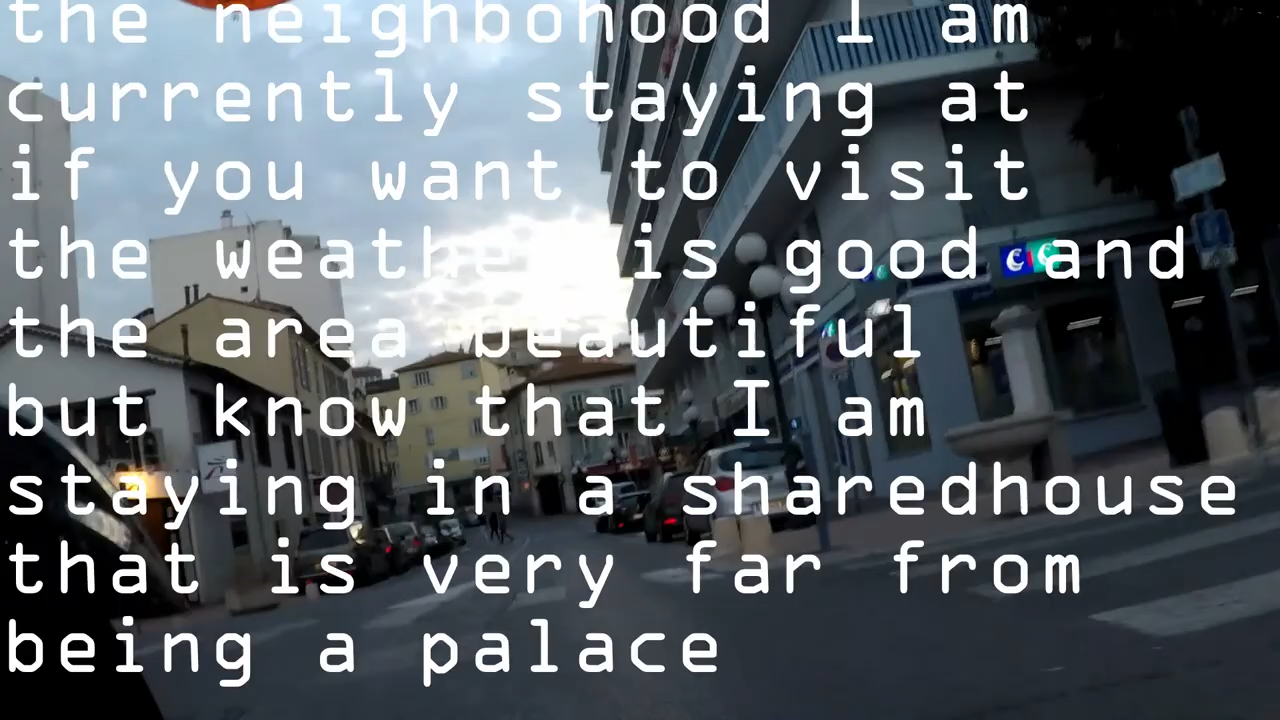 the neighbohood I am
currently staying at
if you want to visit
the weather is good and
the area beautiful
but know that I am
staying in a sharedhouse
that is very far from
being a palace
CIC